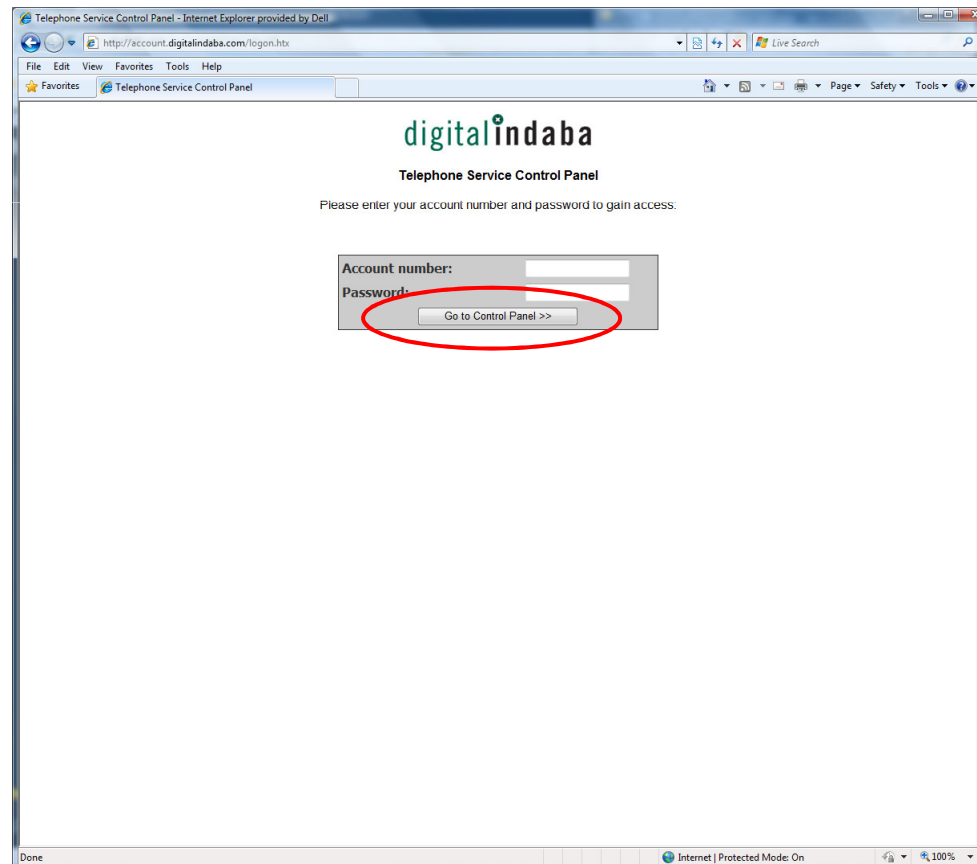 Telephone Service Control Panel - Internet Explorer provided by Dell
http://account.digitalindaba.com/logon.htx
Live Search
File Edit View Favorites Tools Help
Favorites Telephone Service Control Panel Page Safety Tools
digitalindaba
Telephone Service Control Panel
Please enter your account number and password to gain access:
Account number:
Password:
Go to Control Panel >>
Done Internet | Protected Mode: On 100%